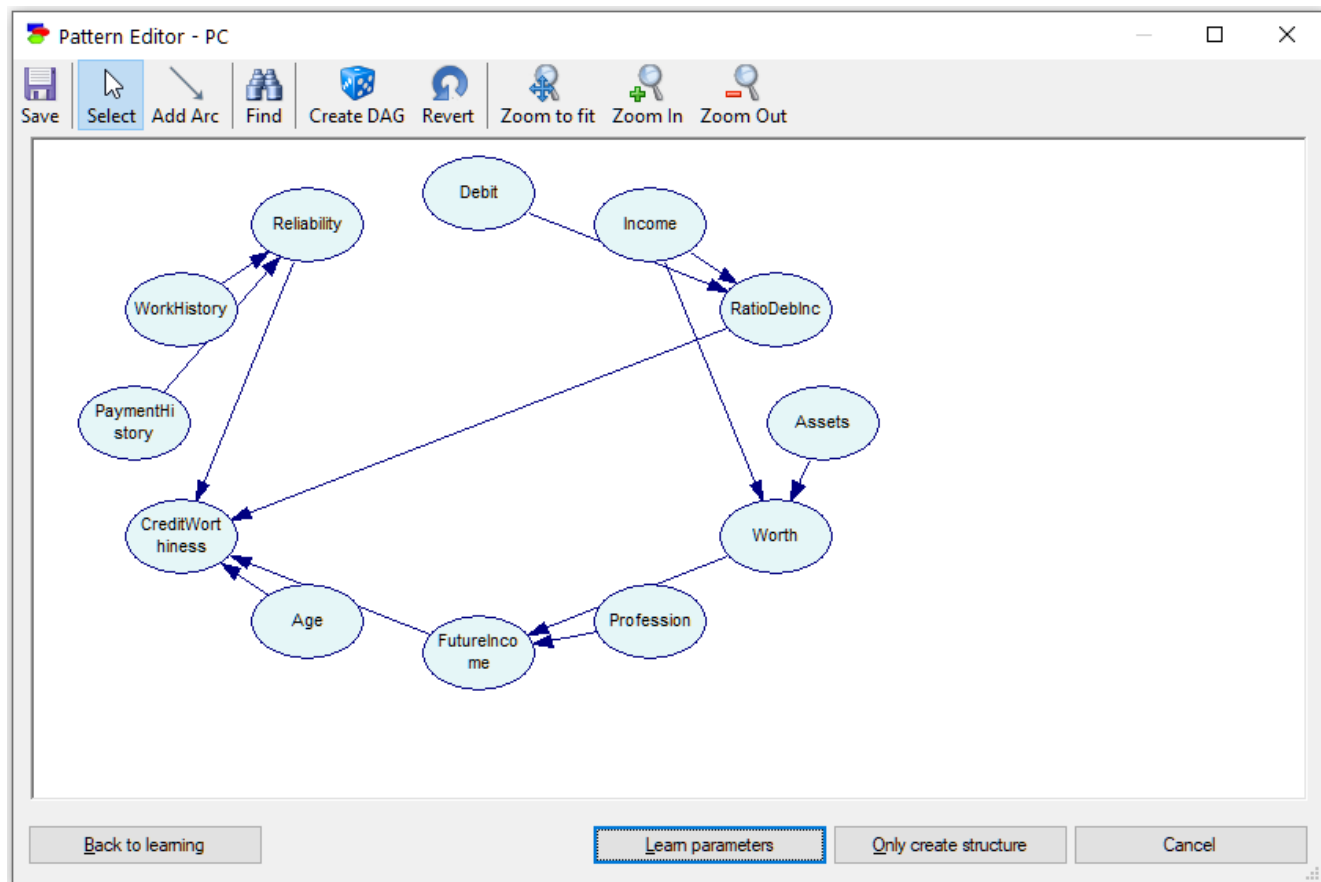 Pattern Editor - PC
Save Select Add Arc Find Create DAG Revert Zoom to fit Zoom In Zoom Out
Debit
Reliability
Income
WorkHistory
RatioDebInc
PaymentHi
story
Assets
CreditWort
hiness
Worth
Age
Profession
FutureInco
me
Back to learning
Learn parameters
Only create structure
Cancel